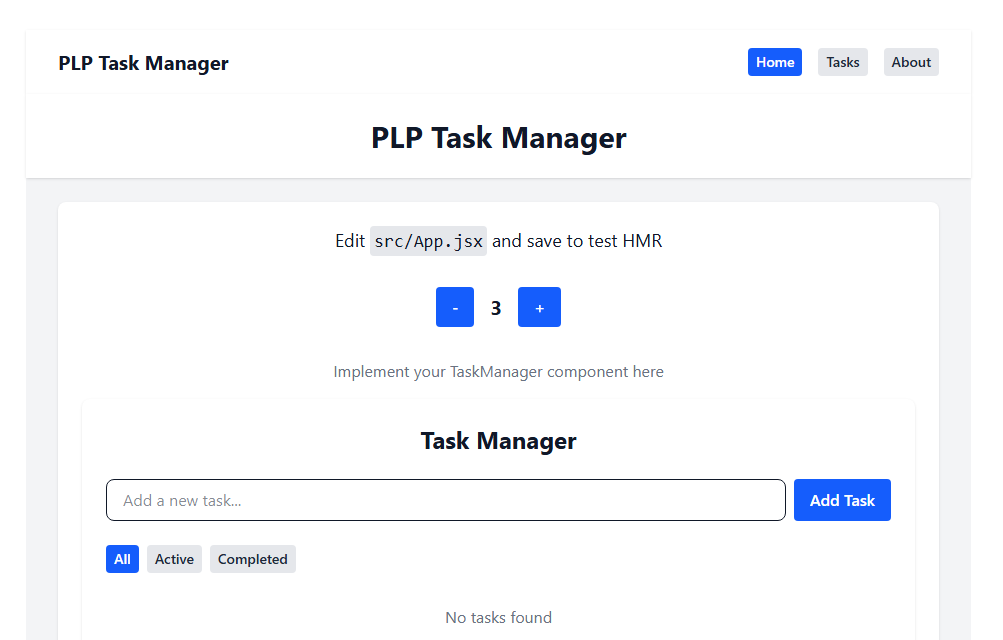 PLP Task Manager Home Tasks About
PLP Task Manager
Edit src/App.jsx and save to test HMR
- 3 +
Implement your TaskManager component here
Task Manager
Add a new task... Add Task
All Active Completed
No tasks found